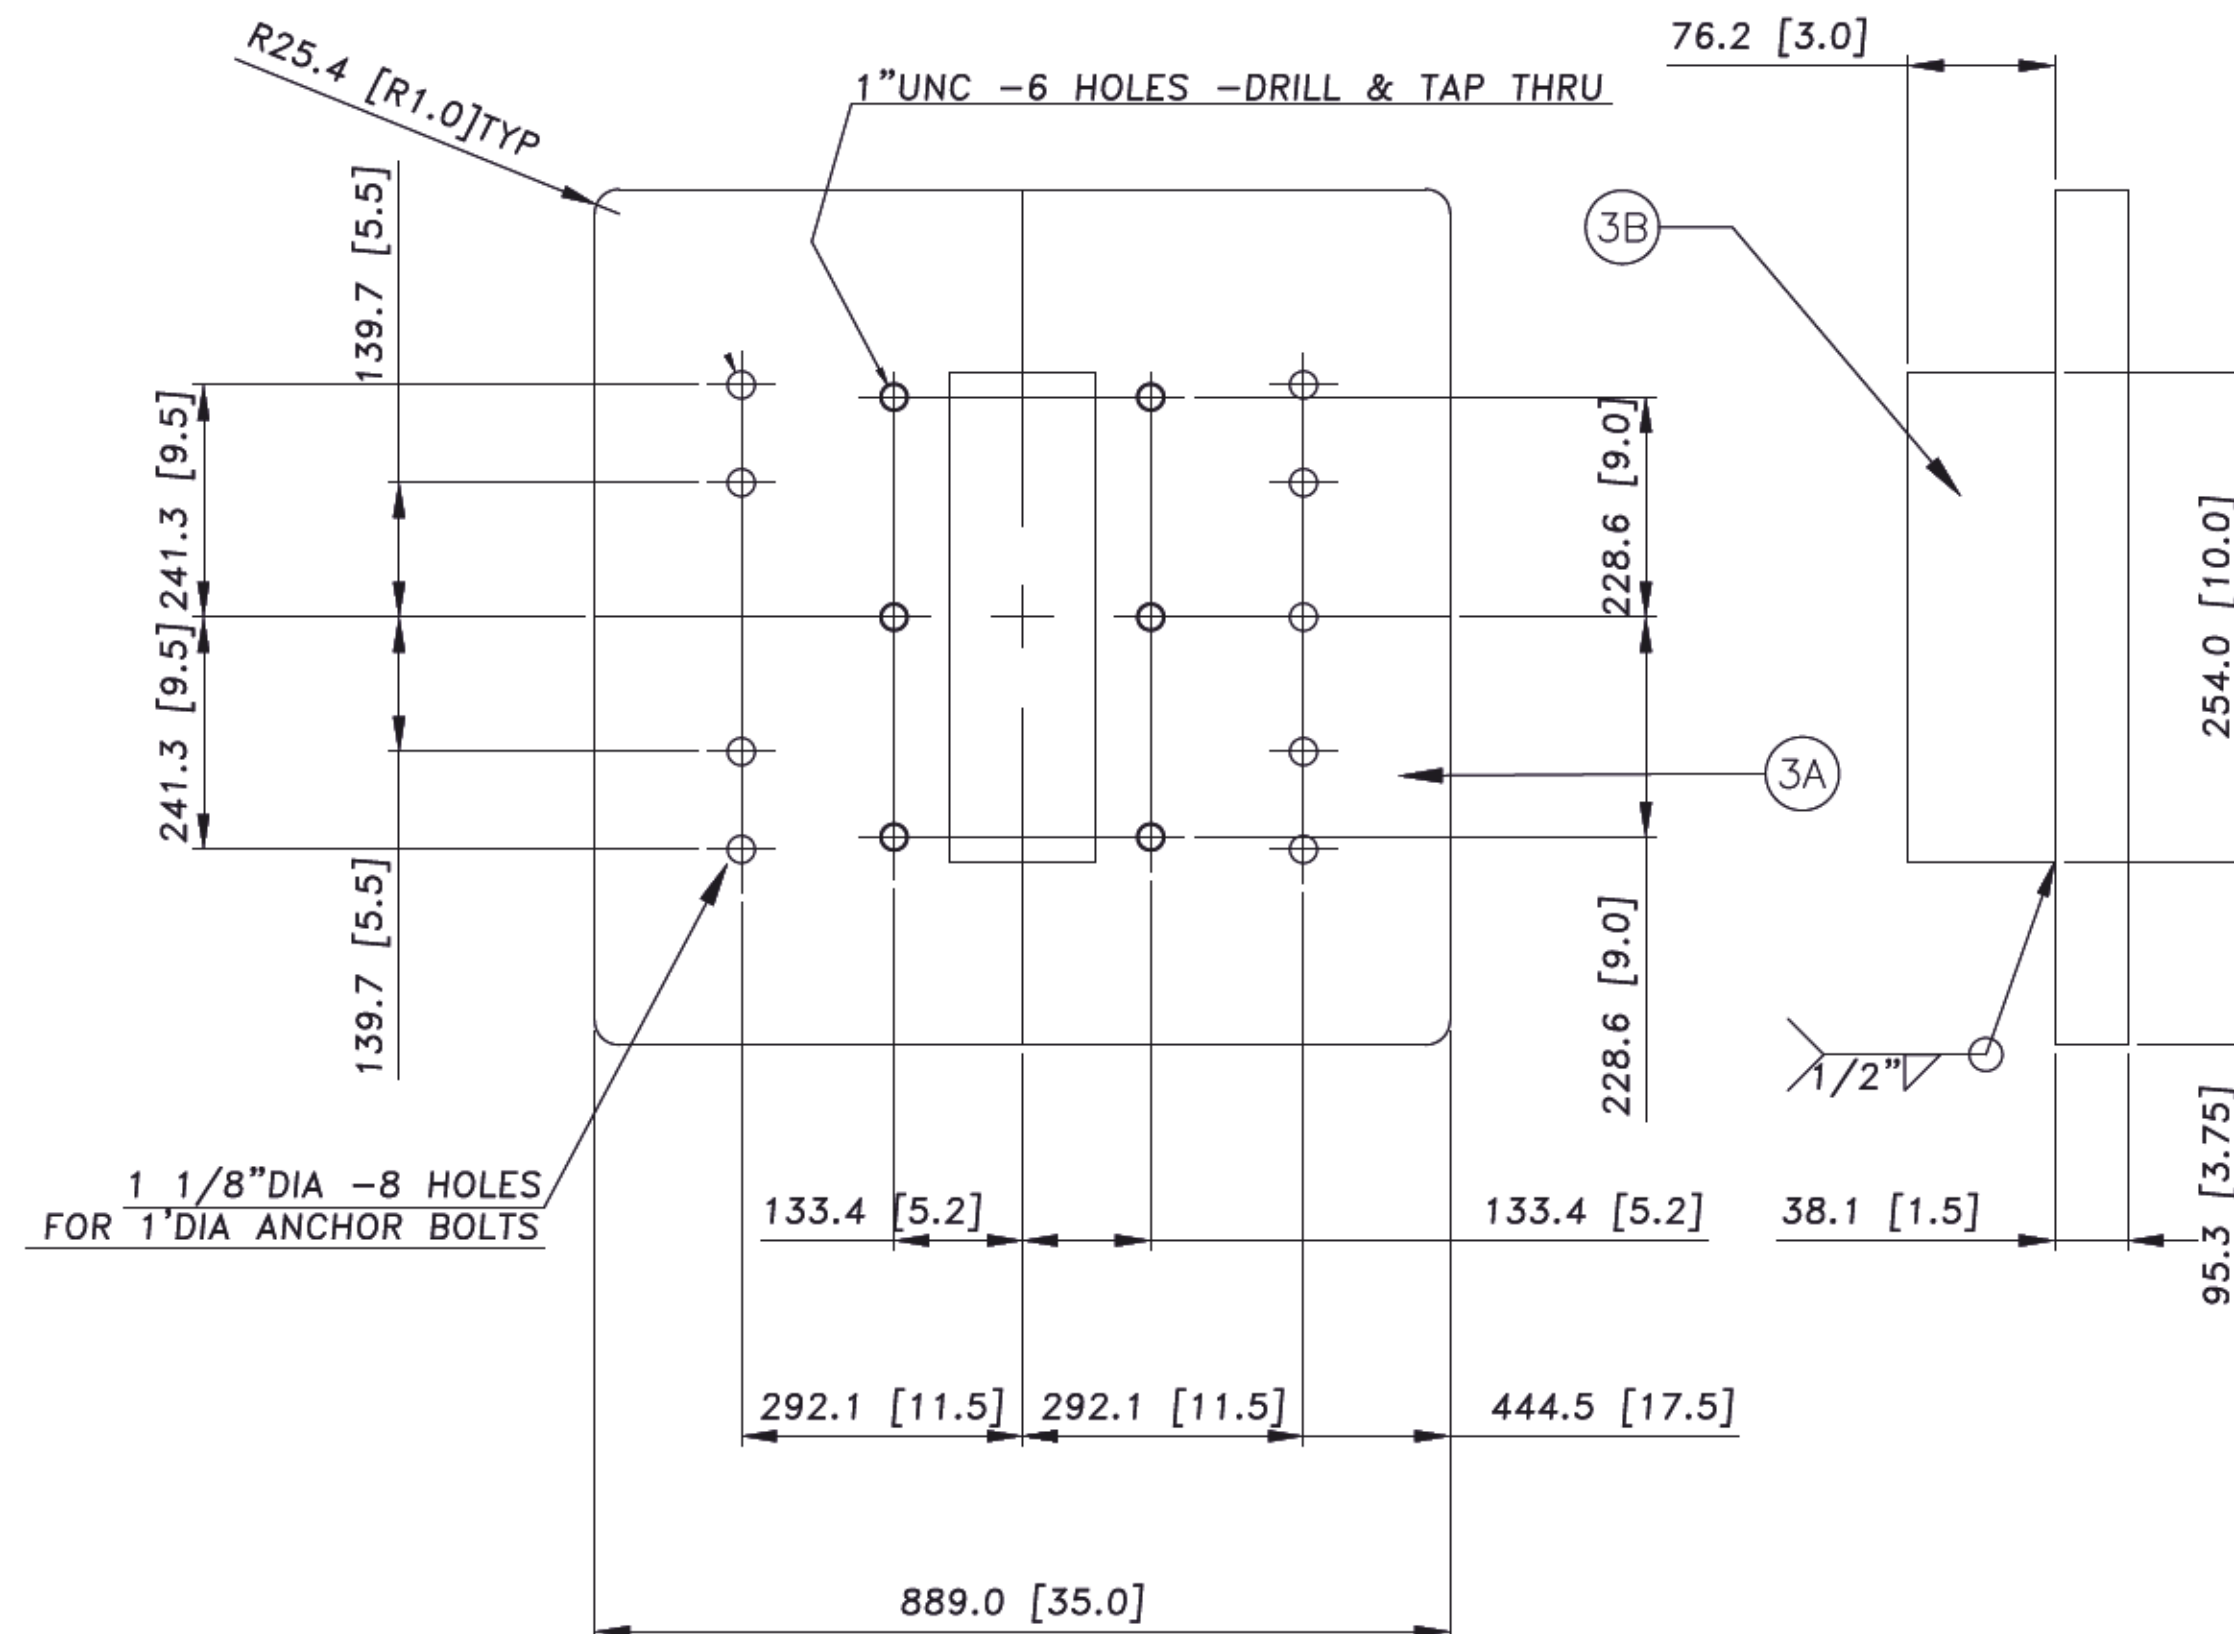 R25.4 [R1.0]TYP
1”UNC -6 HOLES -DRILL & TAP THRU
76.2 [3.0]
139.7 [5.5]
3B
241.3 [9.5]
228.6 [9.0]
254.0 [10.0]
241.3 [9.5]
3A
139.7 [5.5]
228.6 [9.0]
1/2”
95.3 [3.75]
1 1/8”DIA -8 HOLES
FOR 1'DIA ANCHOR BOLTS
133.4 [5.2]
133.4 [5.2]
38.1 [1.5]
292.1 [11.5]
292.1 [11.5]
444.5 [17.5]
889.0 [35.0]